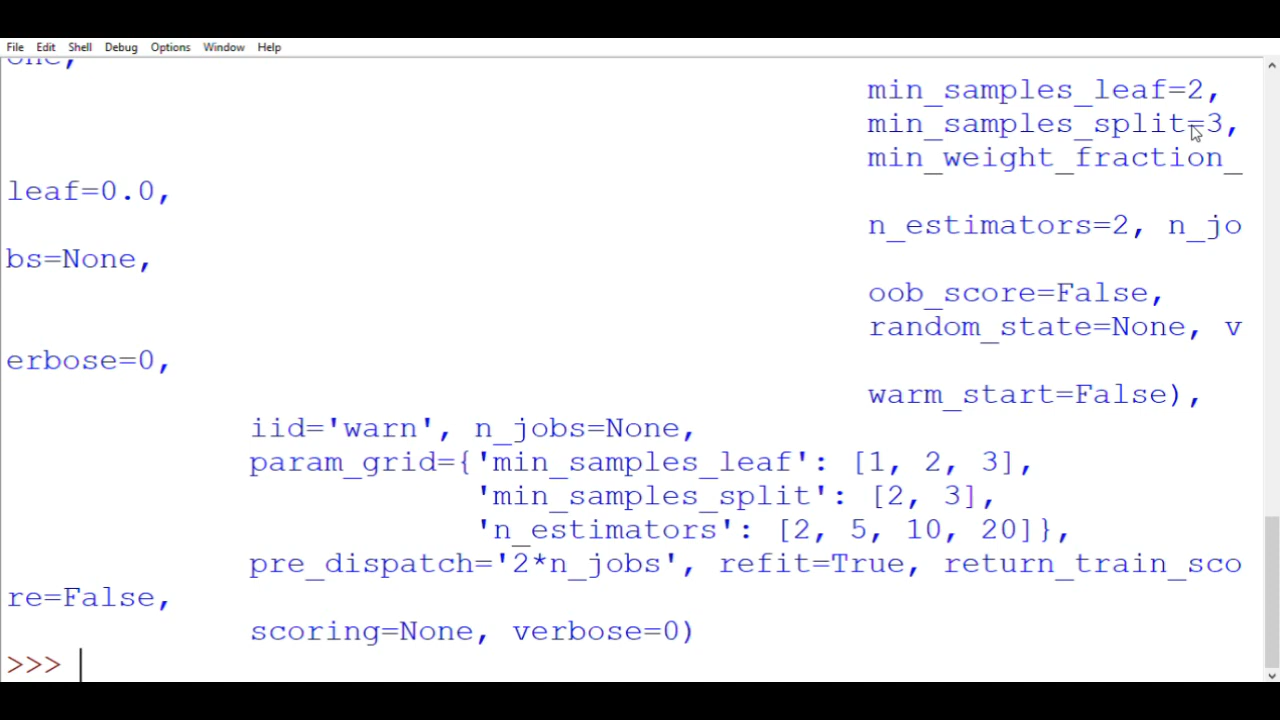 File Edit Shell Debug Options Window Help
one,
min_samples_leaf=2,
min_samples_split=3,
min_weight_fraction_
leaf=0.0,
n_estimators=2, n_jo
bs=None,
oob_score=False,
random_state=None, v
erbose=0,
warm_start=False),
iid='warn', n_jobs=None,
param_grid={'min_samples_leaf': [1, 2, 3],
'min_samples_split': [2, 3],
'n_estimators': [2, 5, 10, 20]},
pre_dispatch='2*n_jobs', refit=True, return_train_sco
re=False,
scoring=None, verbose=0)
>>>